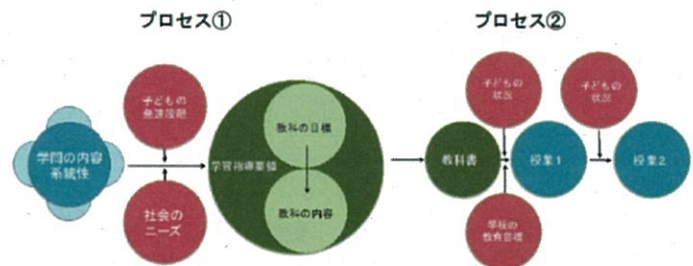 プロセス①
プロセス②
子どもの
発達段階
学問の内容
系統性
社会の
ニーズ
学習指導要領
教科の目標
教科の内容
教科書
子どもの
状況
学校の
教育目標
授業1
子どもの
状況
授業2